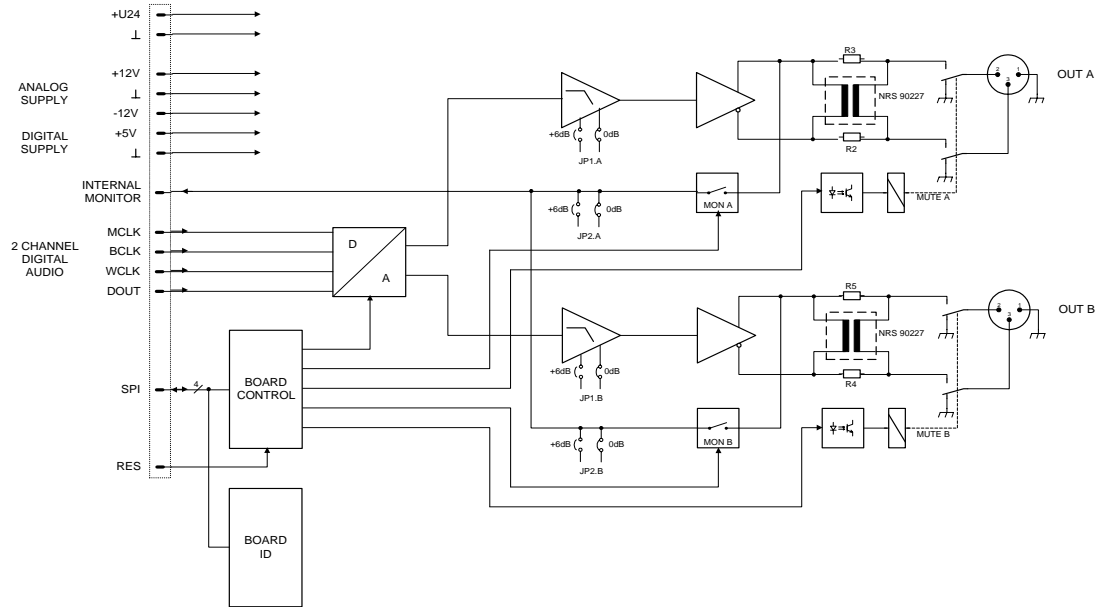 +U24
⊥
+12V
ANALOG
SUPPLY
⊥
-12V
DIGITAL
SUPPLY
+5V
⊥
INTERNAL
MONITOR
2 CHANNEL
DIGITAL
AUDIO
MCLK
BCLK
WCLK
DOUT
SPI
4
RES
D
A
BOARD
CONTROL
BOARD
ID
+6dB
0dB
JP1.A
+6dB
0dB
JP2.A
MON A
R3
NRS 90227
R2
MUTE A
2
1
3
OUT A
+6dB
0dB
JP1.B
+6dB
0dB
JP2.B
MON B
R5
NRS 90227
R4
MUTE B
2
1
3
OUT B